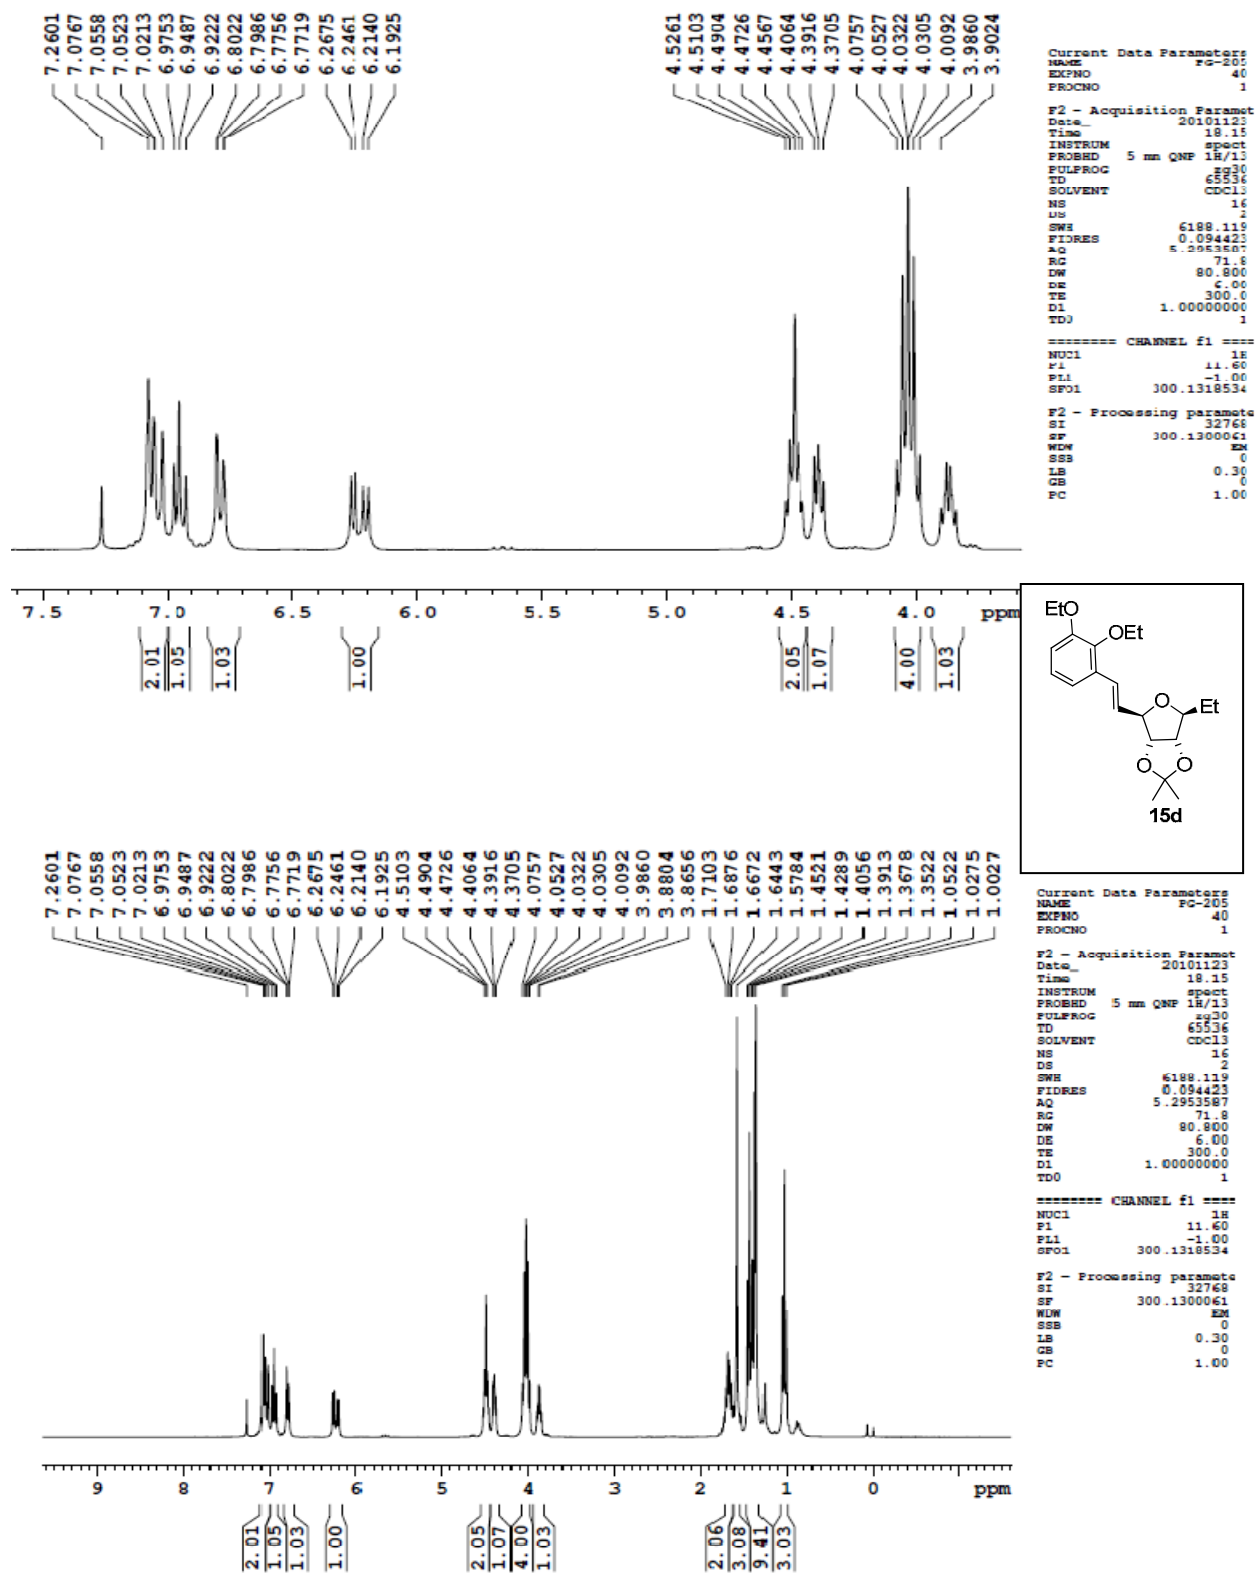 7.2601
7.0767
7.0558
7.0523
7.0213
6.9753
6.9487
6.9222
6.8022
6.7986
6.7756
6.7719
6.2675
6.2461
6.2140
6.1925
4.5261
4.5103
4.4904
4.4726
4.4567
4.4064
4.3916
4.3705
4.0757
4.0527
4.0322
4.0305
4.0092
3.9860
3.9024
Current Data Parameters
NAME PG-205
EXPNO 40
PROCNO 1
F2 - Acquisition Paramet
Date_ 20101123
Time 18.15
INSTRUM spect
PROBHD 5 mm QNP 1H/13
PULPROG zg30
TD 65536
SOLVENT CDCl3
NS 16
DS 2
SWH 6188.119
FIDRES 0.094423
AQ 5.2953587
RG 71.8
DW 80.800
DE 6.00
TE 300.0
D1 1.00000000
TD0 1
======== CHANNEL f1 ====
NUC1 1H
P1 11.60
PL1 -1.00
SFO1 300.1318534
F2 - Processing paramete
SI 32768
SF 300.1300061
WDW EM
SSB 0
LB 0.30
GB 0
PC 1.00
7.5 7.0 6.5 6.0 5.5 5.0 4.5 4.0 ppm
2.01
1.05
1.03
1.00
2.05
1.07
4.00
1.03
EtO
OEt
O
Et
O
O
15d
7.2601
7.0767
7.0558
7.0523
7.0213
6.9753
6.9487
6.9222
6.8022
6.7986
6.7756
6.7719
6.2675
6.2461
6.2140
6.1925
4.5103
4.4904
4.4726
4.4064
4.3916
4.3705
4.0757
4.0527
4.0322
4.0305
4.0092
3.9860
3.8804
3.8656
1.7103
1.6876
1.6672
1.6443
1.5784
1.4521
1.4289
1.4056
1.3913
1.3678
1.3522
1.0522
1.0275
1.0027
Current Data Parameters
NAME PG-205
EXPNO 40
PROCNO 1
F2 - Acquisition Paramet
Date_ 20101123
Time 18.15
INSTRUM spect
PROBHD 5 mm QNP 1H/13
PULPROG zg30
TD 65536
SOLVENT CDCl3
NS 16
DS 2
SWH 6188.119
FIDRES 0.094423
AQ 5.2953587
RG 71.8
DW 80.800
DE 6.00
TE 300.0
D1 1.00000000
TD0 1
======== CHANNEL f1 ====
NUC1 1H
P1 11.60
PL1 -1.00
SFO1 300.1318534
F2 - Processing paramete
SI 32768
SF 300.1300061
WDW EM
SSB 0
LB 0.30
GB 0
PC 1.00
9 8 7 6 5 4 3 2 1 0 ppm
2.01
1.05
1.03
1.00
2.05
1.07
4.00
1.03
2.06
3.08
9.41
3.03